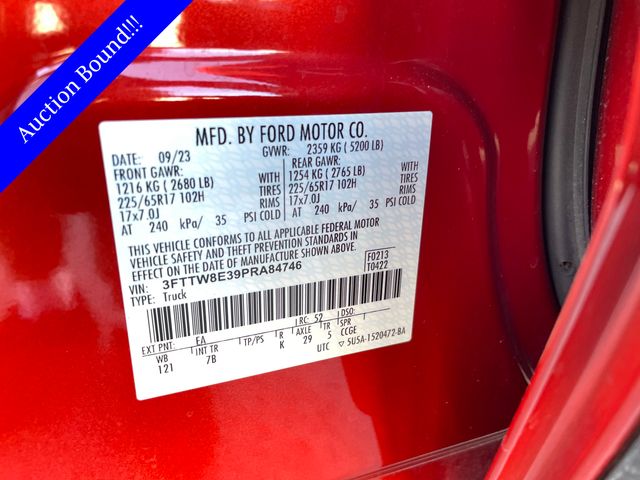 Auction Bound!!!
MFD. BY FORD MOTOR CO.
DATE: 09/23 GVWR: 2359 KG ( 5200 LB)
FRONT GAWR: REAR GAWR:
1216 KG ( 2680 LB) WITH 1254 KG ( 2765 LB) WITH
225/65R17 102H TIRES 225/65R17 102H TIRES
17x7.0J RIMS 17x7.0J RIMS
AT 240 kPa/ 35 PSI COLD AT 240 kPa/ 35 PSI COLD
THIS VEHICLE CONFORMS TO ALL APPLICABLE FEDERAL MOTOR
VEHICLE SAFETY AND THEFT PREVENTION STANDARDS IN
EFFECT ON THE DATE OF MANUFACTURE SHOWN ABOVE.
VIN: 3FTTW8E39PRA84746 F0213
TYPE: Truck T0422
RC: 52 DSO:
EXT PNT: EA
WB INT TR TP/PS R AXLE TR SPR
121 7B K 29 5 CCGE
UTC ▽5U5A-1520472-BA